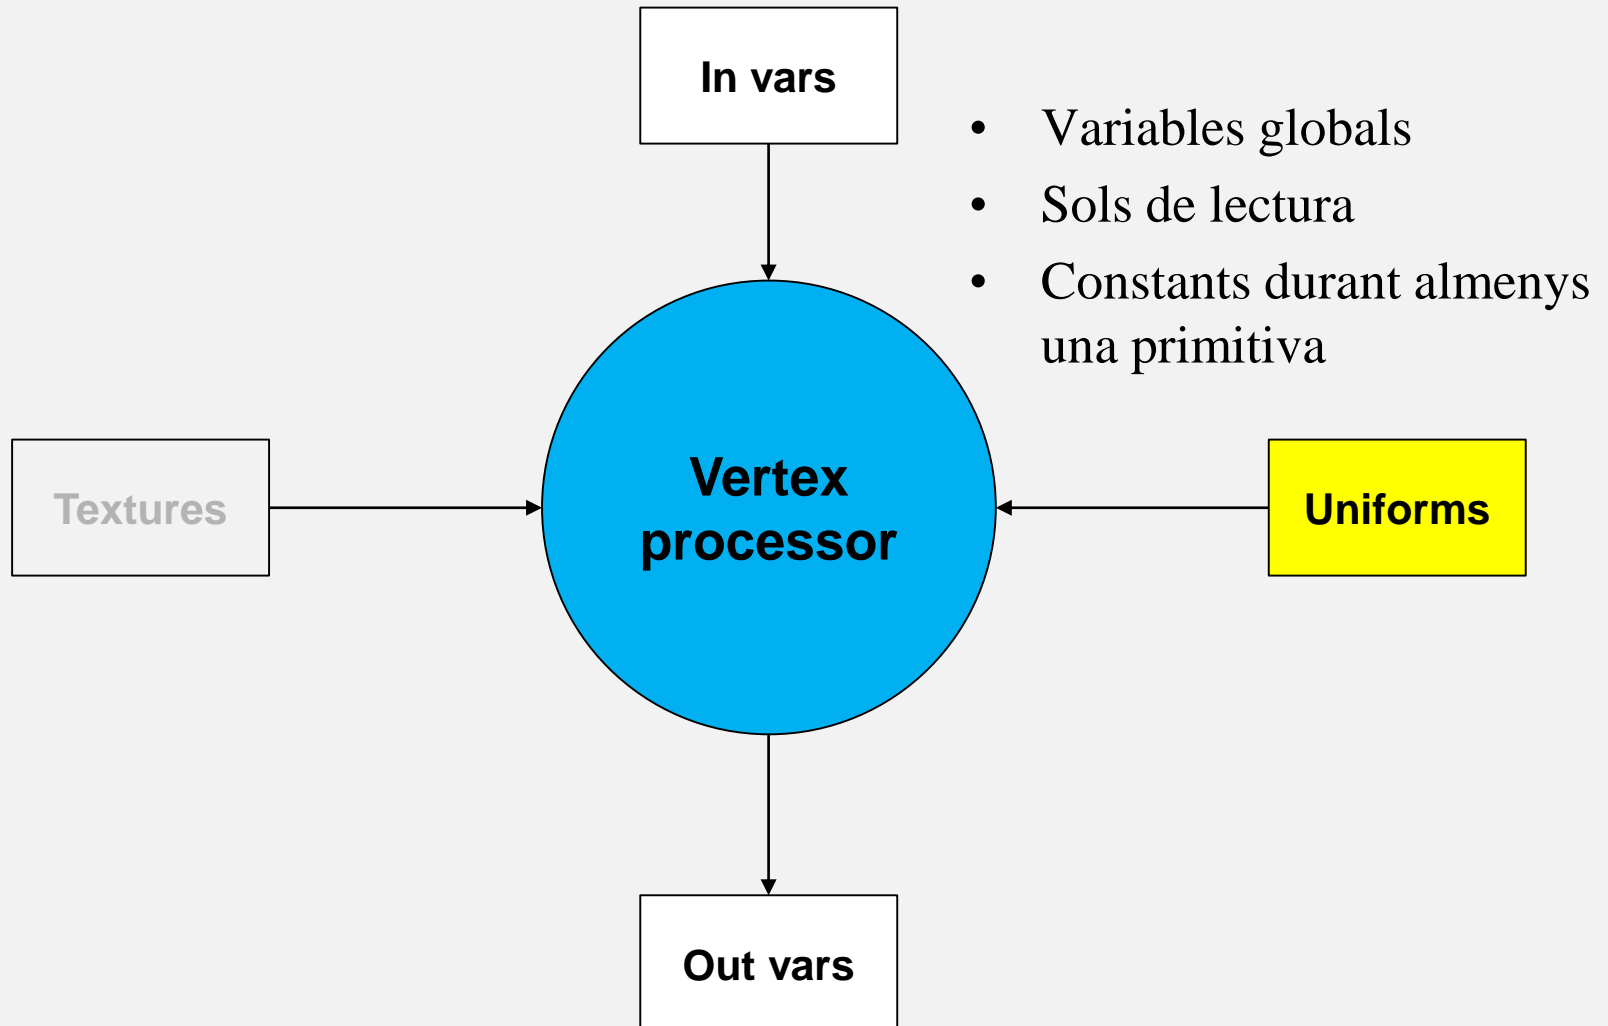 In vars
• Variables globals
• Sols de lectura
• Constants durant almenys
una primitiva
Textures
Vertex
processor
Uniforms
Out vars